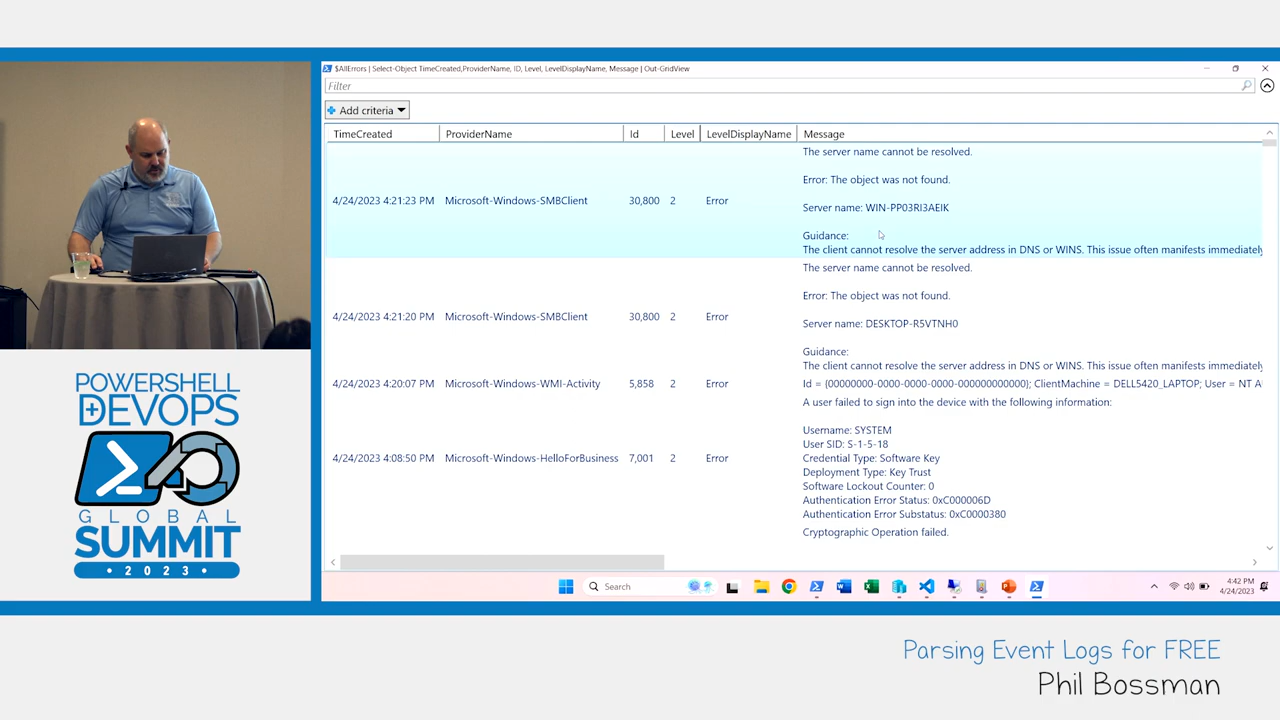 $AllErrors | Select-Object TimeCreated,ProviderName, ID, Level, LevelDisplayName, Message | Out-GridView
Filter
Add criteria
TimeCreated ProviderName Id Level LevelDisplayName Message
The server name cannot be resolved.
Error: The object was not found.
4/24/2023 4:21:23 PM Microsoft-Windows-SMBClient 30,800 2 Error
Server name: WIN-PP03RI3AEIK
Guidance:
The client cannot resolve the server address in DNS or WINS. This issue often manifests immediately
The server name cannot be resolved.
Error: The object was not found.
4/24/2023 4:21:20 PM Microsoft-Windows-SMBClient 30,800 2 Error
Server name: DESKTOP-R5VTNH0
Guidance:
The client cannot resolve the server address in DNS or WINS. This issue often manifests immediately
4/24/2023 4:20:07 PM Microsoft-Windows-WMI-Activity 5,858 2 Error Id = {00000000-0000-0000-0000-000000000000}; ClientMachine = DELL5420_LAPTOP; User = NT A
A user failed to sign into the device with the following information:
Username: SYSTEM
User SID: S-1-5-18
4/24/2023 4:08:50 PM Microsoft-Windows-HelloForBusiness 7,001 2 Error Credential Type: Software Key
Deployment Type: Key Trust
Software Lockout Counter: 0
Authentication Error Status: 0xC000006D
Authentication Error Substatus: 0xC0000380
Cryptographic Operation failed.
Search
4:42 PM
4/24/2023
POWERSHELL
+DEVOPS
GLOBAL
SUMMIT
• 2023 •
Parsing Event Logs for FREE
Phil Bossman